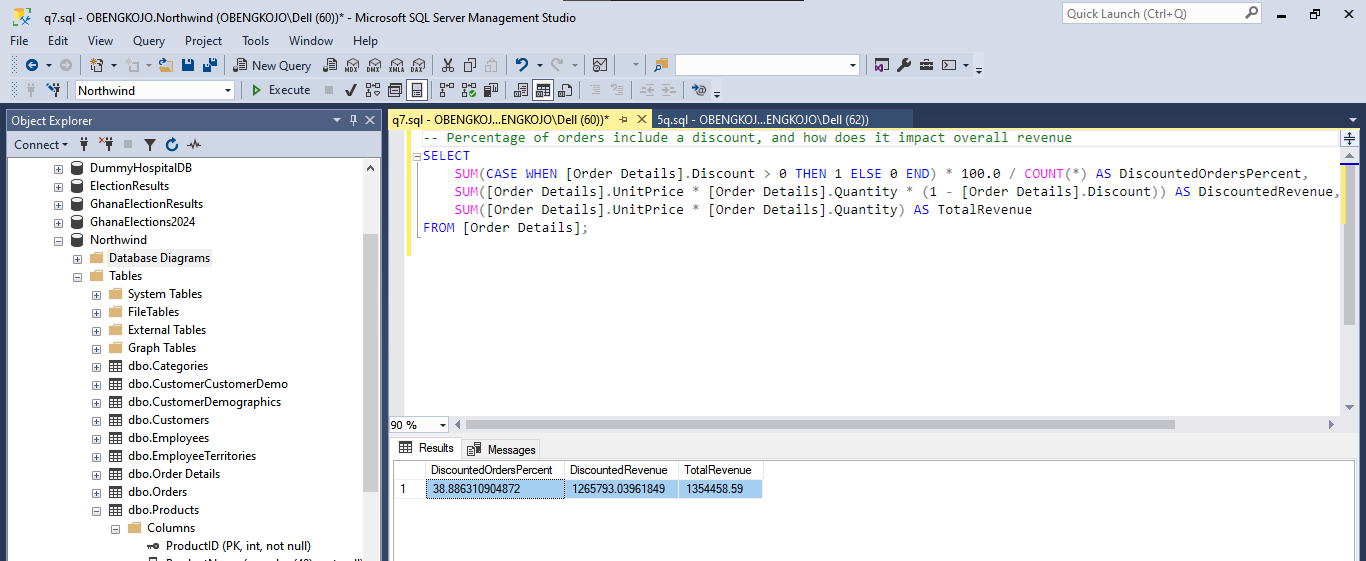 q7.sql - OBENGKOJO.Northwind (OBENGKOJO\Dell (60))* - Microsoft SQL Server Management Studio
Quick Launch (Ctrl+Q)
File Edit View Query Project Tools Window Help
New Query MDX DMX XMLA DAX
Northwind Execute
Object Explorer
q7.sql - OBENGKOJ...ENGKOJO\Dell (60))* 5q.sql - OBENGKOJ...ENGKOJO\Dell (62))
Connect
DummyHospitalDB
ElectionResults
GhanaElectionResults
GhanaElections2024
Northwind
Database Diagrams
Tables
System Tables
FileTables
External Tables
Graph Tables
dbo.Categories
dbo.CustomerCustomerDemo
dbo.CustomerDemographics
dbo.Customers
dbo.Employees
dbo.EmployeeTerritories
dbo.Order Details
dbo.Orders
dbo.Products
Columns
ProductID (PK, int, not null)
-- Percentage of orders include a discount, and how does it impact overall revenue
SELECT
SUM(CASE WHEN [Order Details].Discount > 0 THEN 1 ELSE 0 END) * 100.0 / COUNT(*) AS DiscountedOrdersPercent,
SUM([Order Details].UnitPrice * [Order Details].Quantity * (1 - [Order Details].Discount)) AS DiscountedRevenue,
SUM([Order Details].UnitPrice * [Order Details].Quantity) AS TotalRevenue
FROM [Order Details];
90 %
Results Messages
DiscountedOrdersPercent DiscountedRevenue TotalRevenue
1 38.886310904872 1265793.03961849 1354458.59